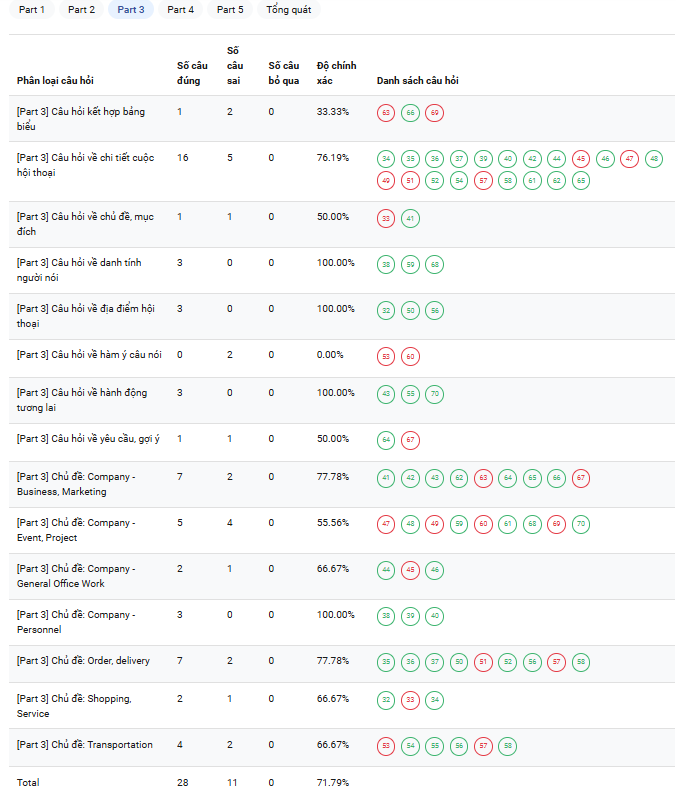 Part 1 Part 2 Part 3 Part 4 Part 5 Tổng quát
Phân loại câu hỏi Số câu đúng Số câu sai Số câu bỏ qua Độ chính xác Danh sách câu hỏi
[Part 3] Câu hỏi kết hợp bảng biểu 1 2 0 33.33% 63 66 69
[Part 3] Câu hỏi về chi tiết cuộc hội thoại 16 5 0 76.19% 34 35 36 37 39 40 42 44 45 46 47 48
49 51 52 54 57 58 61 62 65
[Part 3] Câu hỏi về chủ đề, mục đích 1 1 0 50.00% 33 41
[Part 3] Câu hỏi về danh tính người nói 3 0 0 100.00% 38 59 68
[Part 3] Câu hỏi về địa điểm hội thoại 3 0 0 100.00% 32 50 56
[Part 3] Câu hỏi về hàm ý câu nói 0 2 0 0.00% 53 60
[Part 3] Câu hỏi về hành động tương lai 3 0 0 100.00% 43 55 70
[Part 3] Câu hỏi về yêu cầu, gợi ý 1 1 0 50.00% 64 67
[Part 3] Chủ đề: Company - Business, Marketing 7 2 0 77.78% 41 42 43 62 63 64 65 66 67
[Part 3] Chủ đề: Company - Event, Project 5 4 0 55.56% 47 48 49 59 60 61 68 69 70
[Part 3] Chủ đề: Company - General Office Work 2 1 0 66.67% 44 45 46
[Part 3] Chủ đề: Company - Personnel 3 0 0 100.00% 38 39 40
[Part 3] Chủ đề: Order, delivery 7 2 0 77.78% 35 36 37 50 51 52 56 57 58
[Part 3] Chủ đề: Shopping, Service 2 1 0 66.67% 32 33 34
[Part 3] Chủ đề: Transportation 4 2 0 66.67% 53 54 55 56 57 58
Total 28 11 0 71.79%